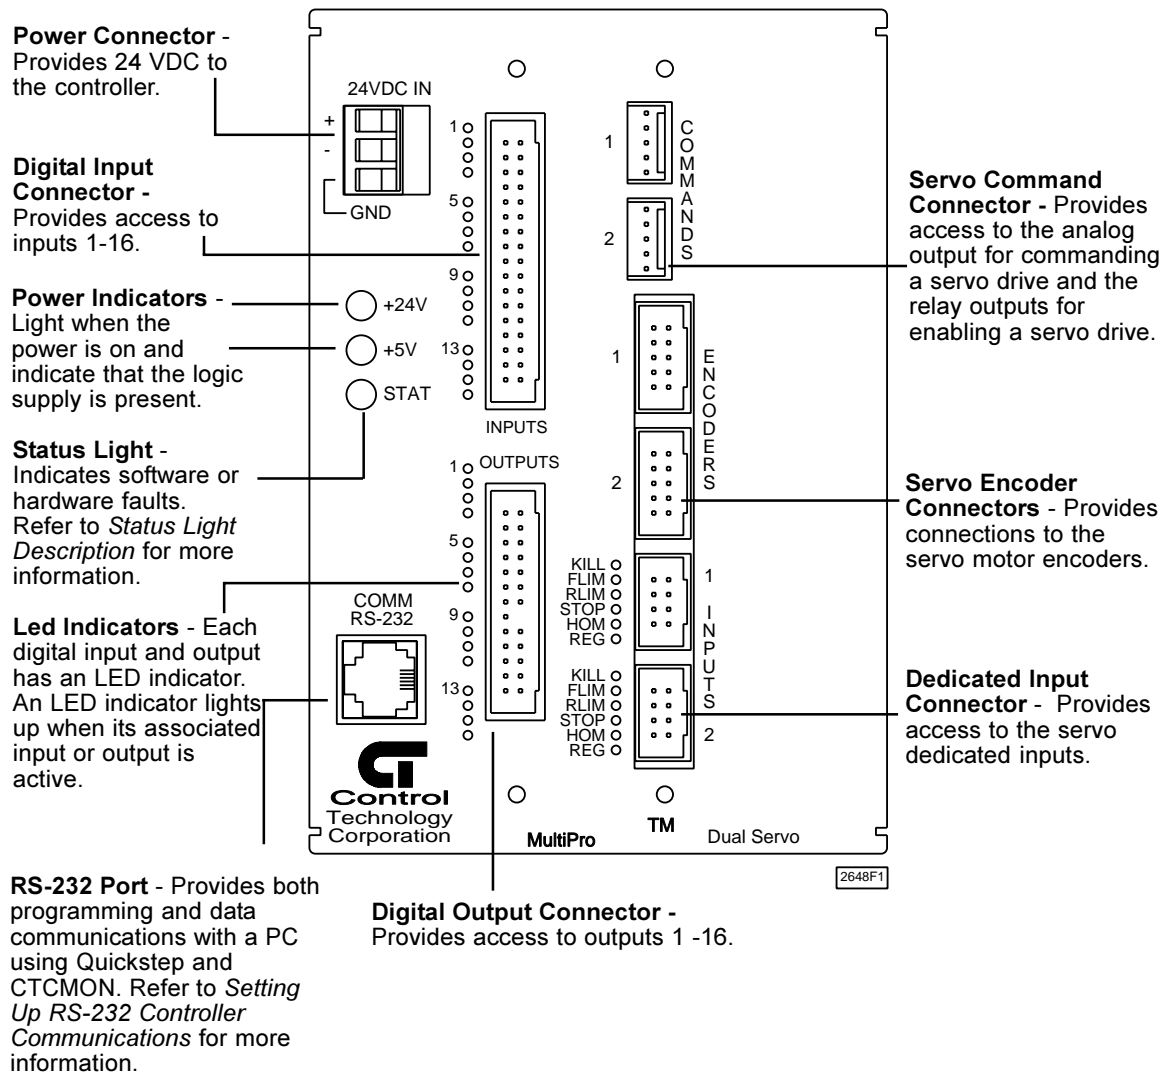 Power Connector -
Provides 24 VDC to
the controller.
Digital Input
Connector -
Provides access to
inputs 1-16.
Power Indicators -
Light when the
power is on and
indicate that the logic
supply is present.
Status Light -
Indicates software or
hardware faults.
Refer to Status Light
Description for more
information.
Led Indicators - Each
digital input and output
has an LED indicator.
An LED indicator lights
up when its associated
input or output is
active.
RS-232 Port - Provides both
programming and data
communications with a PC
using Quickstep and
CTCMON. Refer to Setting
Up RS-232 Controller
Communications for more
information.
24VDC IN
+
-
GND
+24V
+5V
STAT
COMM
RS-232
CT
Control
Technology
Corporation
1
5
9
13
INPUTS
OUTPUTS
1
5
9
13
MultiPro
TM
Dual Servo
1
2
COMMANDS
1
2
ENCODERS
KILL
FLIM
RLIM
STOP
HOM
REG
KILL
FLIM
RLIM
STOP
HOM
REG
1
INPUTS
2
2648F1
Digital Output Connector -
Provides access to outputs 1 -16.
Servo Command
Connector - Provides
access to the analog
output for commanding
a servo drive and the
relay outputs for
enabling a servo drive.
Servo Encoder
Connectors - Provides
connections to the
servo motor encoders.
Dedicated Input
Connector - Provides
access to the servo
dedicated inputs.